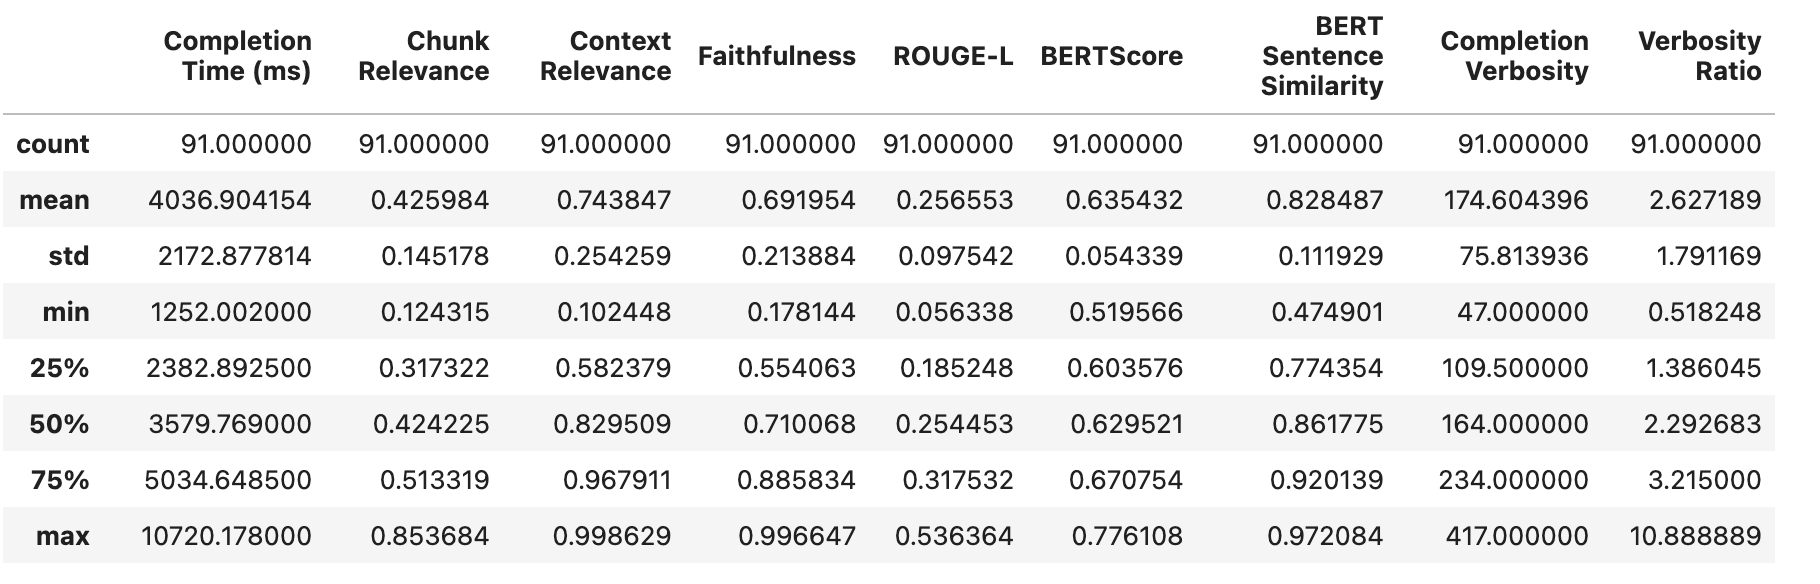 Completion Time (ms) Chunk Relevance Context Relevance Faithfulness ROUGE-L BERTScore BERT Sentence Similarity Completion Verbosity Verbosity Ratio
count 91.000000 91.000000 91.000000 91.000000 91.000000 91.000000 91.000000 91.000000 91.000000
mean 4036.904154 0.425984 0.743847 0.691954 0.256553 0.635432 0.828487 174.604396 2.627189
std 2172.877814 0.145178 0.254259 0.213884 0.097542 0.054339 0.111929 75.813936 1.791169
min 1252.002000 0.124315 0.102448 0.178144 0.056338 0.519566 0.474901 47.000000 0.518248
25% 2382.892500 0.317322 0.582379 0.554063 0.185248 0.603576 0.774354 109.500000 1.386045
50% 3579.769000 0.424225 0.829509 0.710068 0.254453 0.629521 0.861775 164.000000 2.292683
75% 5034.648500 0.513319 0.967911 0.885834 0.317532 0.670754 0.920139 234.000000 3.215000
max 10720.178000 0.853684 0.998629 0.996647 0.536364 0.776108 0.972084 417.000000 10.888889